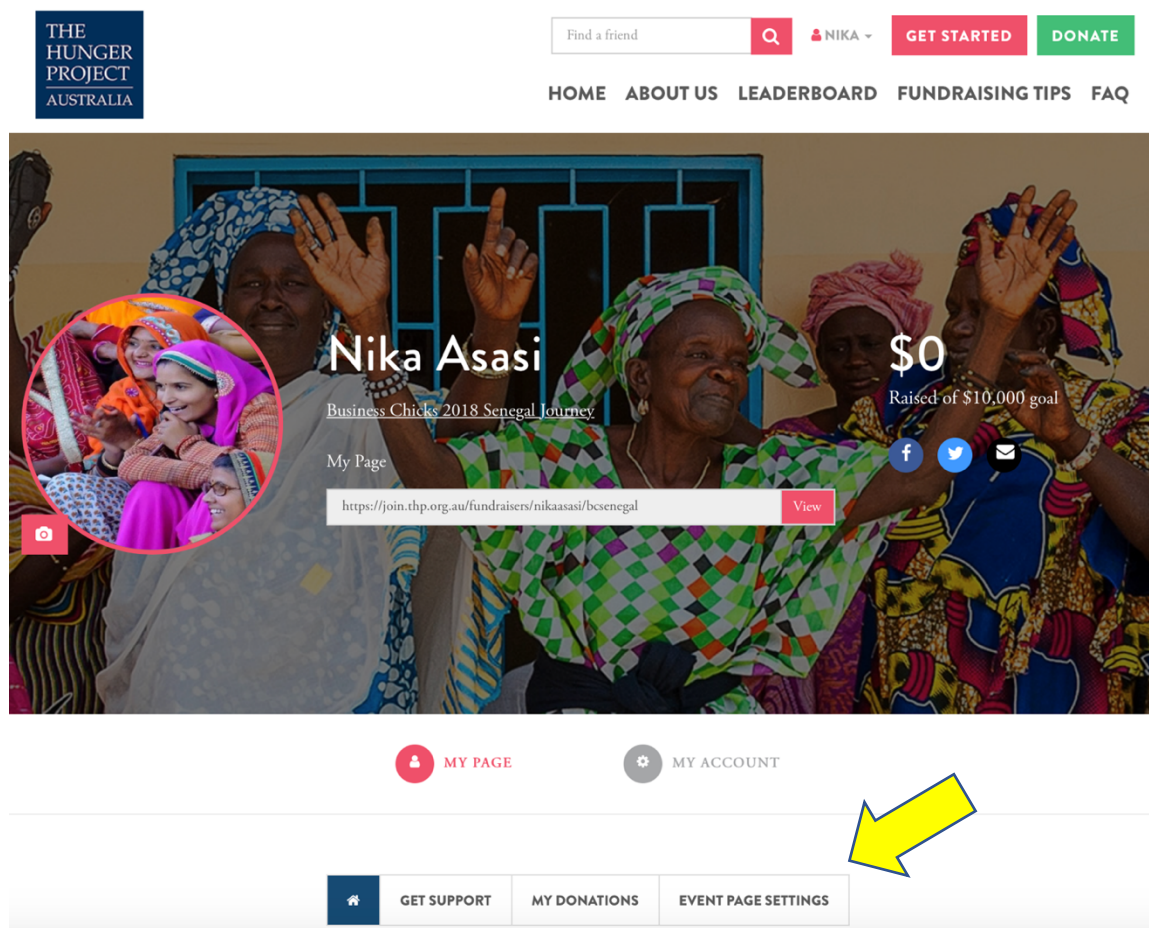 THE
HUNGER
PROJECT
AUSTRALIA
Find a friend
NIKA
GET STARTED
DONATE
HOME ABOUT US LEADERBOARD FUNDRAISING TIPS FAQ
Nika Asasi
Business Chicks 2018 Senegal Journey
My Page
https://join.thp.org.au/fundraisers/nikaasasi/bcsenegal
View
$0
Raised of $10,000 goal
MY PAGE
MY ACCOUNT
GET SUPPORT
MY DONATIONS
EVENT PAGE SETTINGS